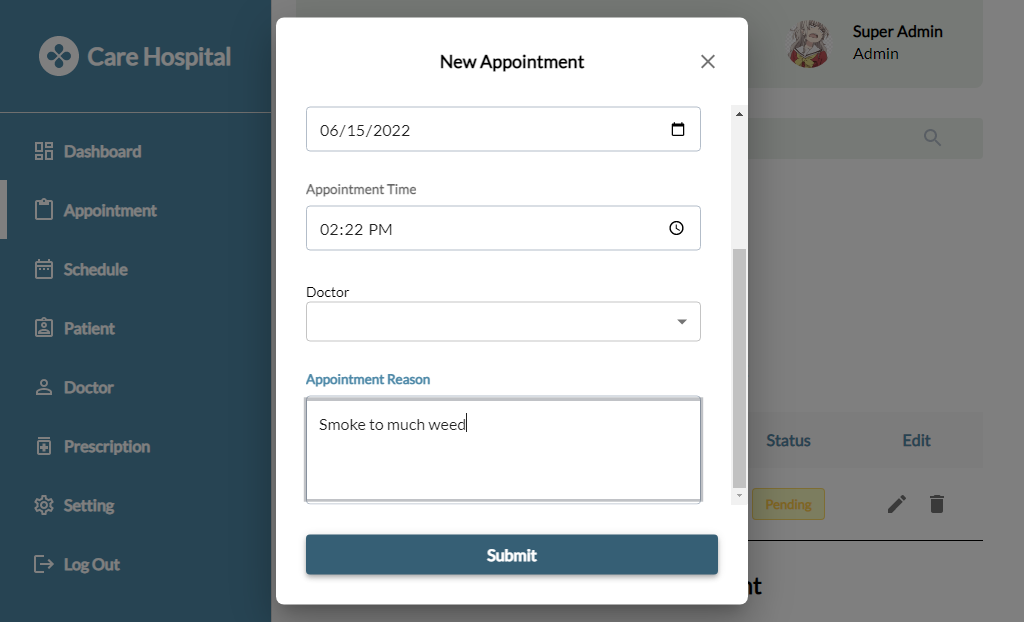 Care Hospital
Dashboard
Appointment
Schedule
Patient
Doctor
Prescription
Setting
Log Out
New Appointment
06/15/2022
Appointment Time
02:22 PM
Doctor
Appointment Reason
Smoke to much weed
Submit
Super Admin
Admin
Status Edit
Pending